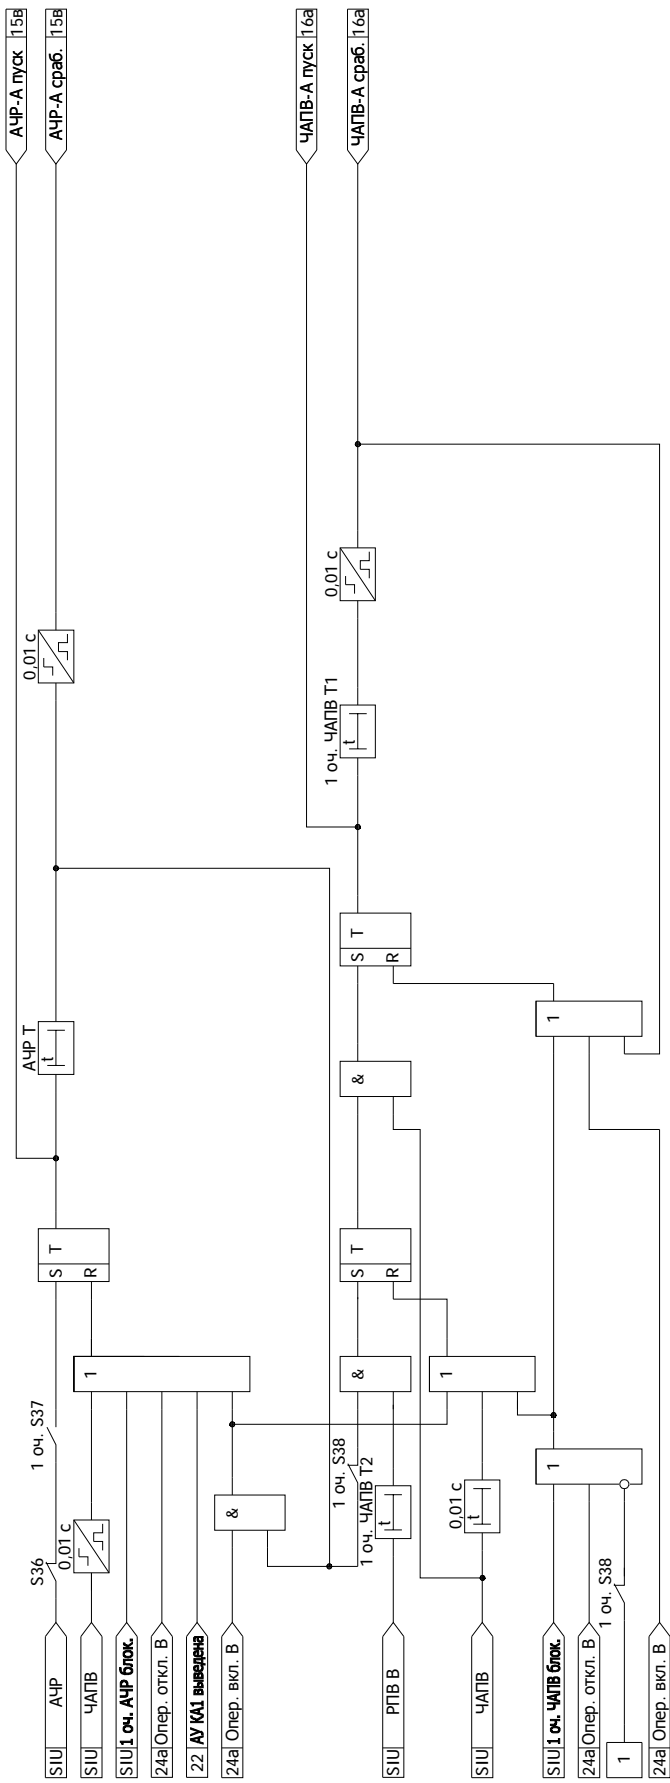 АЧР-А пуск 15в
АЧР-А сраб. 15в
ЧАПВ-А пуск 16а
ЧАПВ-А сраб. 16а
0,01 с
0,01 с
1 оч. ЧАПВ Т1
t
АЧР Т
t
S T
R
1
&
S T
R
S T
R
1 оч. S37
1
&
1
1 оч. S38
1 оч. ЧАПВ Т2
t
1
S36
0,01 с
&
0,01 с
t
1 оч. S38
SIU АЧР
SIU ЧАПВ
SIU 1 оч. АЧР блок.
24а Опер. откл. В
22 АУ КА1 выведена
24а Опер. вкл. В
SIU РПВ В
SIU ЧАПВ
SIU 1 оч. ЧАПВ блок.
24а Опер. откл. В
1
24а Опер. вкл. В